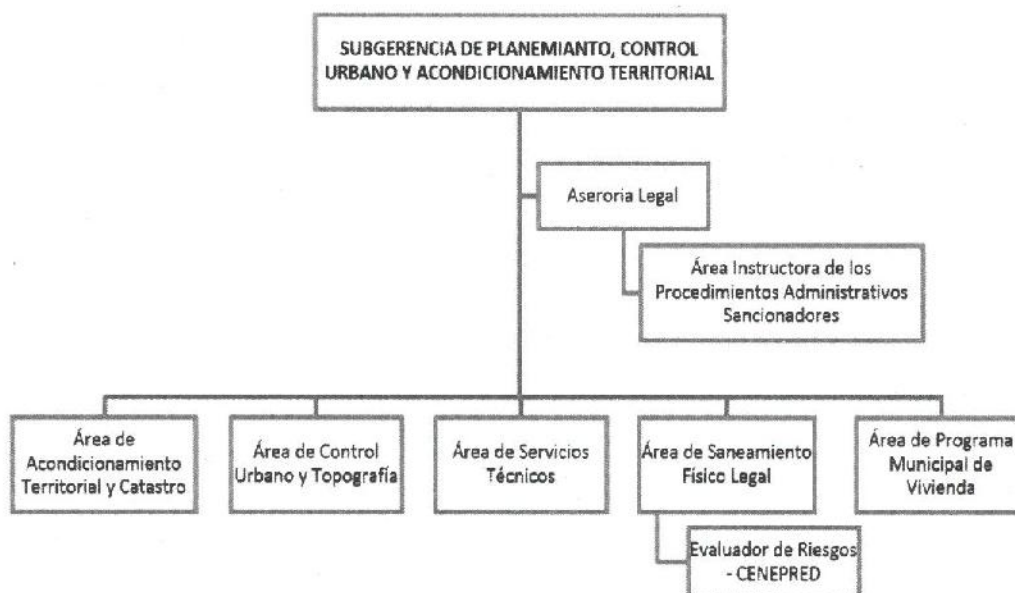 SUBGERENCIA DE PLANEMIANTO, CONTROL
URBANO Y ACONDICIONAMIENTO TERRITORIAL
Aseroria Legal
Área Instructora de los
Procedimientos Administrativos
Sancionadores
Área de
Acondicionamiento
Territorial y Catastro
Área de Control
Urbano y Topografía
Área de Servicios
Técnicos
Área de Saneamiento
Físico Legal
Área de Programa
Municipal de
Vivienda
Evaluador de Riesgos
- CENEPRED